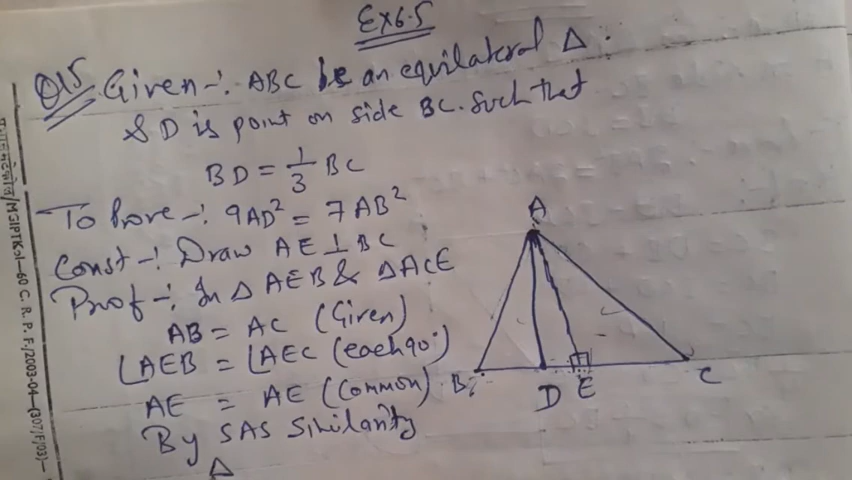 Ex 6.5
Q15 Given -: ABC be an equilateral Δ.
& D is point on side BC. such that
BD = 1/3 BC
To Prove -: 9AD² = 7AB²
Const -: Draw AE ⊥ BC
Proof -: In Δ AEB & ΔACE
AB = AC (Given)
∠AEB = ∠AEC (each 90°)
AE = AE (Common)
By SAS Similarity
Δ
A
B
D
E
C